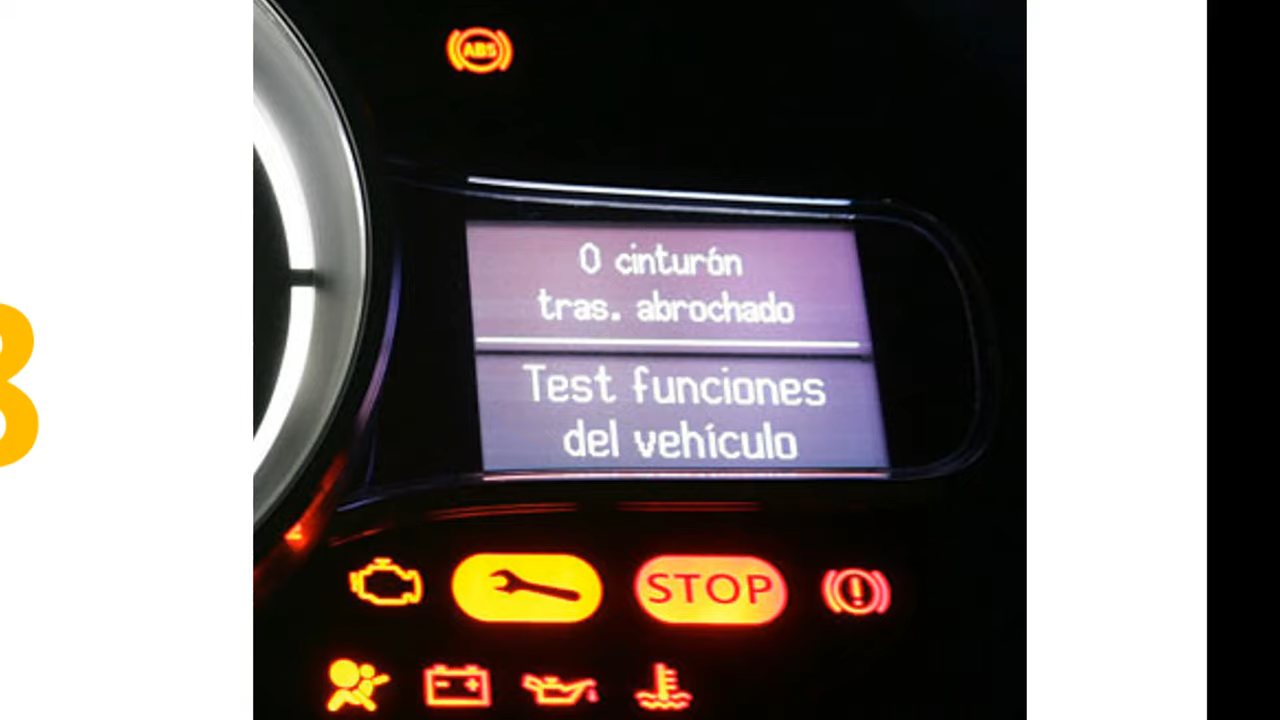 ABS
0 cinturón
tras. abrochado
Test funciones
del vehículo
STOP